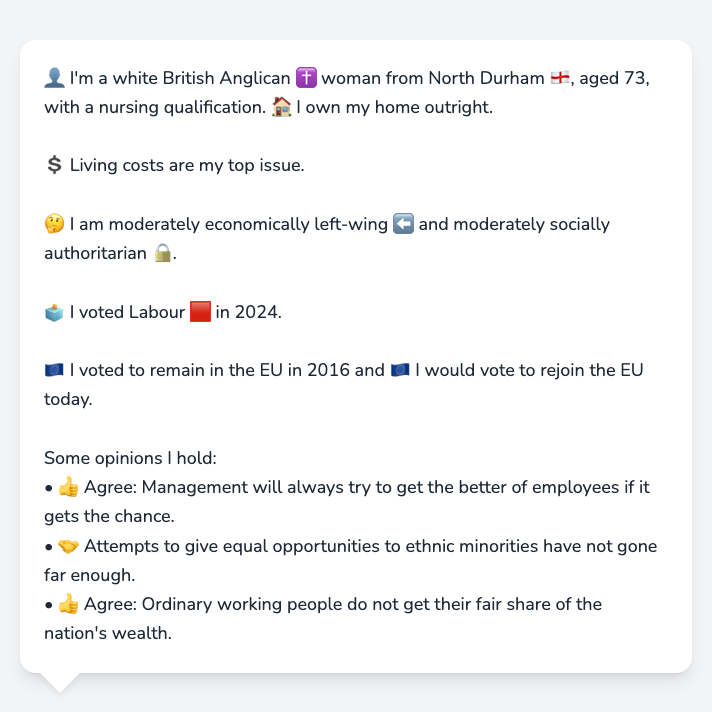 👤 I'm a white British Anglican ✝️ woman from North Durham 🏴󠁧󠁢󠁥󠁮󠁧󠁿, aged 73,
with a nursing qualification. 🏠 I own my home outright.
💲 Living costs are my top issue.
🤔 I am moderately economically left-wing ⬅️ and moderately socially
authoritarian 🔒.
🗳️ I voted Labour 🟥 in 2024.
🇪🇺 I voted to remain in the EU in 2016 and 🇪🇺 I would vote to rejoin the EU
today.
Some opinions I hold:
• 👍 Agree: Management will always try to get the better of employees if it
gets the chance.
• 🤝 Attempts to give equal opportunities to ethnic minorities have not gone
far enough.
• 👍 Agree: Ordinary working people do not get their fair share of the
nation's wealth.